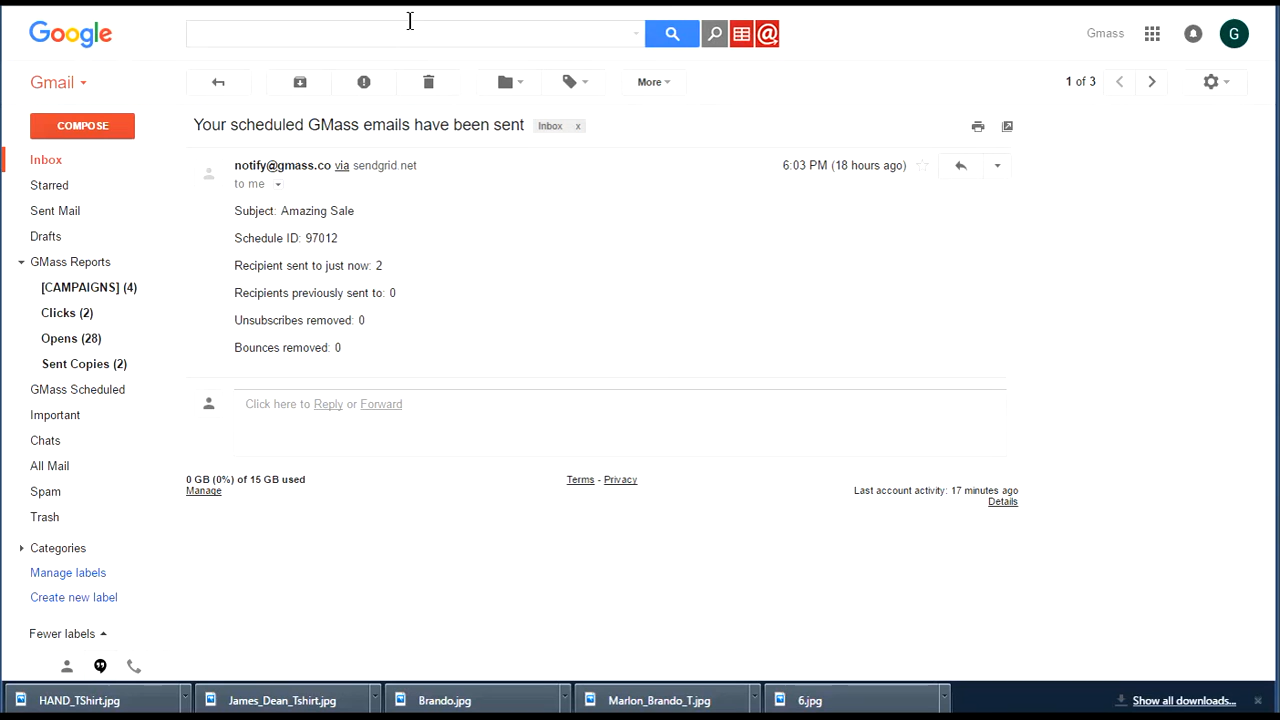 Google
Gmass
G
Gmail
More
1 of 3
COMPOSE
Your scheduled GMass emails have been sent
Inbox x
Inbox
Starred
Sent Mail
Drafts
GMass Reports
[CAMPAIGNS] (4)
Clicks (2)
Opens (28)
Sent Copies (2)
GMass Scheduled
Important
Chats
All Mail
Spam
Trash
Categories
Manage labels
Create new label
Fewer labels
notify@gmass.co via sendgrid.net
6:03 PM (18 hours ago)
to me
Subject: Amazing Sale
Schedule ID: 97012
Recipient sent to just now: 2
Recipients previously sent to: 0
Unsubscribes removed: 0
Bounces removed: 0
Click here to Reply or Forward
0 GB (0%) of 15 GB used
Manage
Terms - Privacy
Last account activity: 17 minutes ago
Details
HAND_TShirt.jpg
James_Dean_Tshirt.jpg
Brando.jpg
Marlon_Brando_T.jpg
6.jpg
Show all downloads...